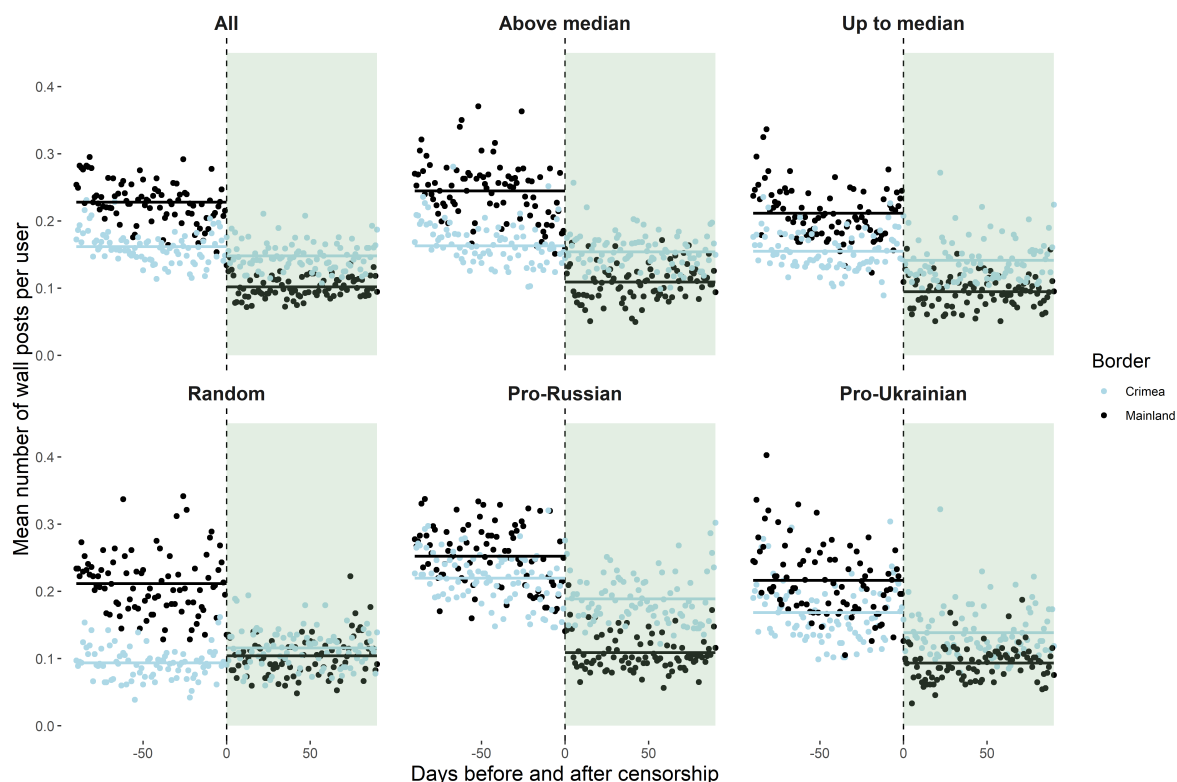 All
Above median
Up to median
0.4
0.3
0.2
0.1
0.0
Random
Pro-Russian
Pro-Ukrainian
0.4
0.3
0.2
0.1
0.0
-50
0
50
-50
0
50
-50
0
50
Days before and after censorship
Mean number of wall posts per user
Border
Crimea
Mainland